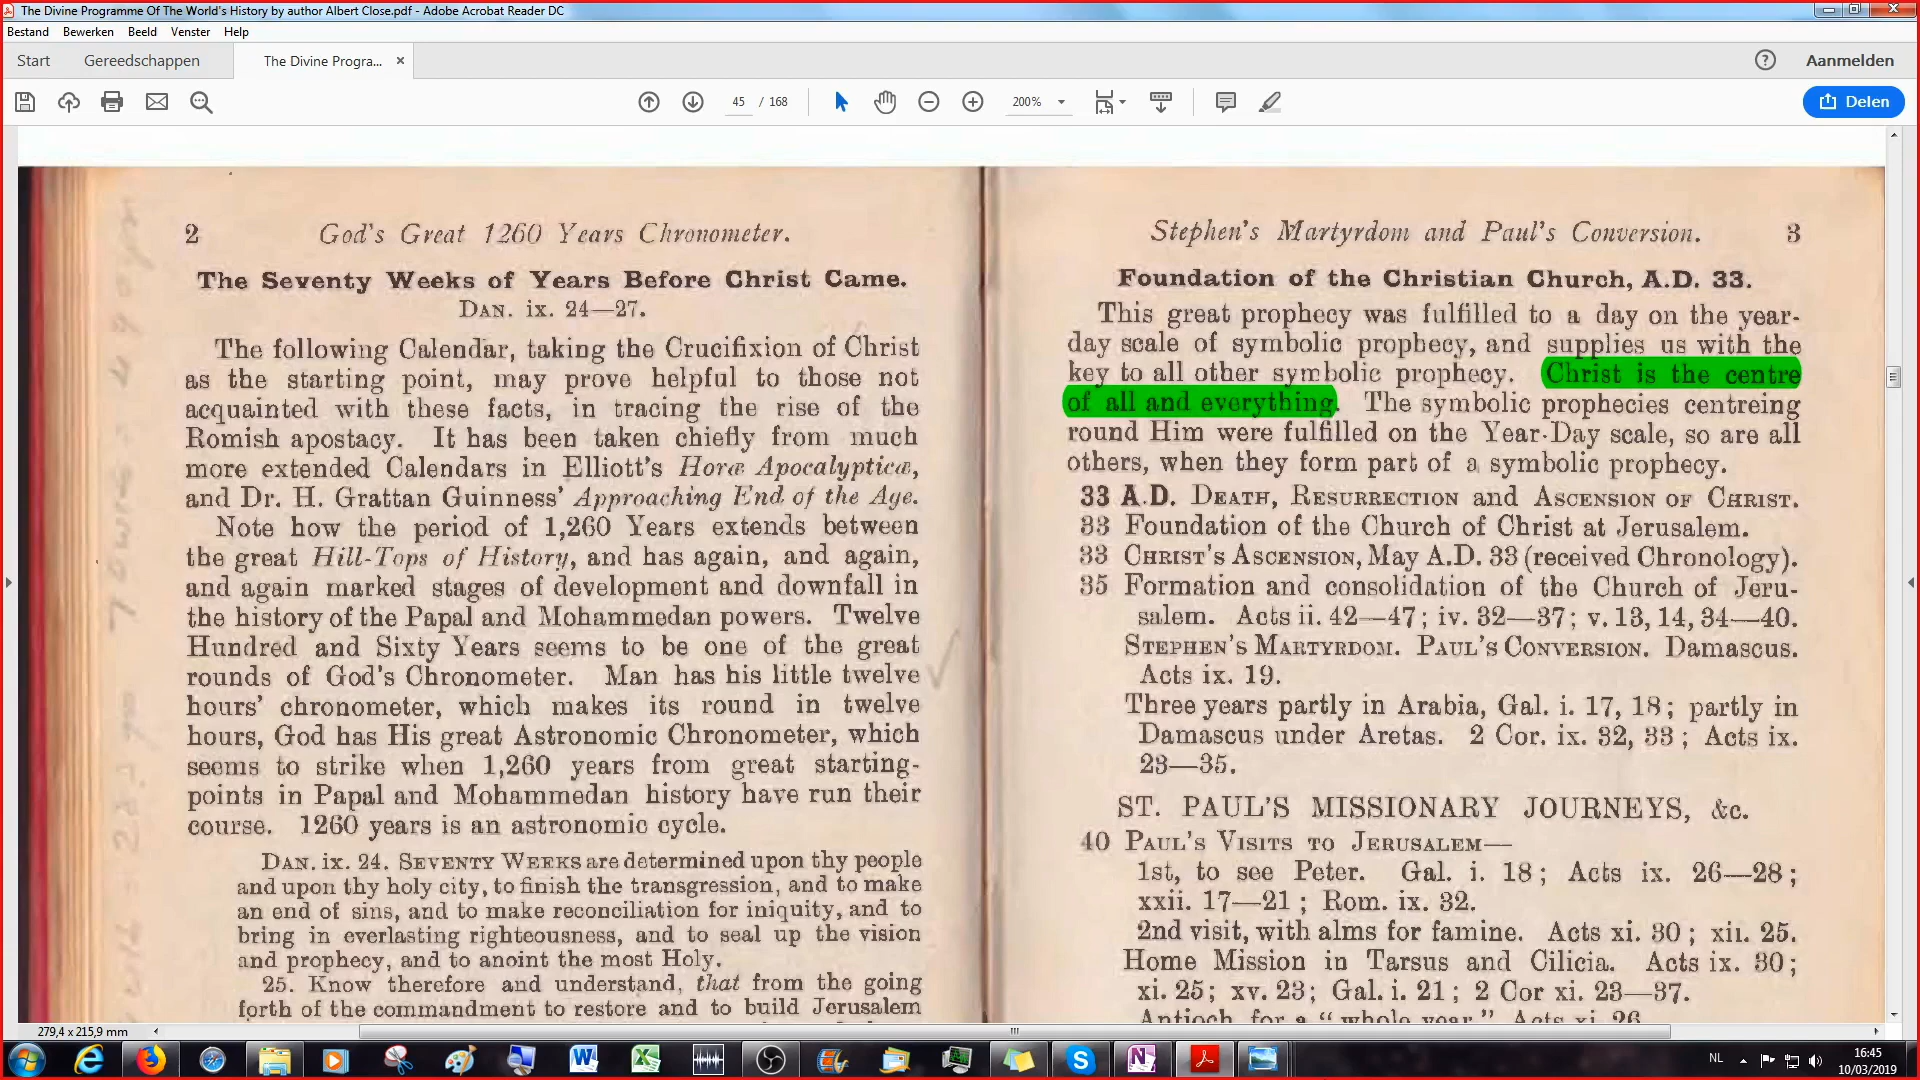 The Divine Programme Of The World's History by author Albert Close.pdf - Adobe Acrobat Reader DC
Bestand Bewerken Beeld Venster Help
Start Gereedschappen The Divine Progra... × Aanmelden
45 / 168 200% Delen
2 God's Great 1260 Years Chronometer.
The Seventy Weeks of Years Before Christ Came.
DAN. ix. 24—27.
The following Calendar, taking the Crucifixion of Christ
as the starting point, may prove helpful to those not
acquainted with these facts, in tracing the rise of the
Romish apostacy. It has been taken chiefly from much
more extended Calendars in Elliott's Horæ Apocalypticæ,
and Dr. H. Grattan Guinness' Approaching End of the Age.
Note how the period of 1,260 Years extends between
the great Hill-Tops of History, and has again, and again,
and again marked stages of development and downfall in
the history of the Papal and Mohammedan powers. Twelve
Hundred and Sixty Years seems to be one of the great
rounds of God's Chronometer. Man has his little twelve
hours' chronometer, which makes its round in twelve
hours, God has His great Astronomic Chronometer, which
seems to strike when 1,260 years from great starting-
points in Papal and Mohammedan history have run their
course. 1260 years is an astronomic cycle.
DAN. ix. 24. SEVENTY WEEKS are determined upon thy people
and upon thy holy city, to finish the transgression, and to make
an end of sins, and to make reconciliation for iniquity, and to
bring in everlasting righteousness, and to seal up the vision
and prophecy, and to anoint the most Holy.
25. Know therefore and understand, that from the going
forth of the commandment to restore and to build Jerusalem
Stephen's Martyrdom and Paul's Conversion. 3
Foundation of the Christian Church, A.D. 33.
This great prophecy was fulfilled to a day on the year-
day scale of symbolic prophecy, and supplies us with the
key to all other symbolic prophecy. Christ is the centre
of all and everything. The symbolic prophecies centreing
round Him were fulfilled on the Year-Day scale, so are all
others, when they form part of a symbolic prophecy.
33 A.D. DEATH, RESURRECTION and ASCENSION OF CHRIST.
33 Foundation of the Church of Christ at Jerusalem.
33 CHRIST'S ASCENSION, May A.D. 33 (received Chronology).
35 Formation and consolidation of the Church of Jeru-
salem. Acts ii. 42—47; iv. 32—37; v. 13, 14, 34—40.
STEPHEN'S MARTYRDOM. PAUL'S CONVERSION. Damascus.
Acts ix. 19.
Three years partly in Arabia, Gal. i. 17, 18; partly in
Damascus under Aretas. 2 Cor. ix. 32, 33; Acts ix.
23—35.
ST. PAUL'S MISSIONARY JOURNEYS, &c.
40 PAUL'S VISITS TO JERUSALEM—
1st, to see Peter. Gal. i. 18; Acts ix. 26—28;
xxii. 17—21; Rom. ix. 32.
2nd visit, with alms for famine. Acts xi. 30; xii. 25.
Home Mission in Tarsus and Cilicia. Acts ix. 30;
xi. 25; xv. 23; Gal. i. 21; 2 Cor xi. 23—37.
Antioch for a "whole year." Acts xi. 26
279,4 x 215,9 mm
NL 16:45
10/03/2019